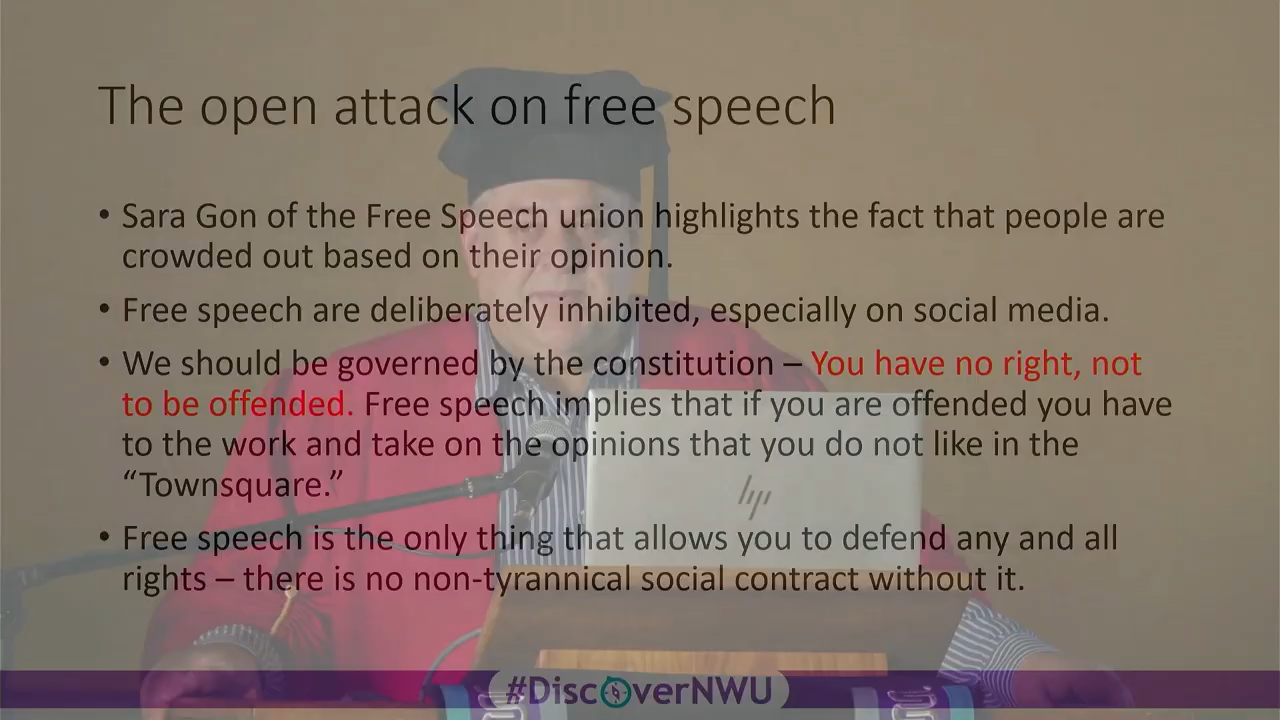 The open attack on free speech
• Sara Gon of the Free Speech union highlights the fact that people are
crowded out based on their opinion.
• Free speech are deliberately inhibited, especially on social media.
• We should be governed by the constitution – You have no right, not
to be offended. Free speech implies that if you are offended you have
to the work and take on the opinions that you do not like in the
“Townsquare.”
• Free speech is the only thing that allows you to defend any and all
rights – there is no non-tyrannical social contract without it.
hp
#DiscoverNWU